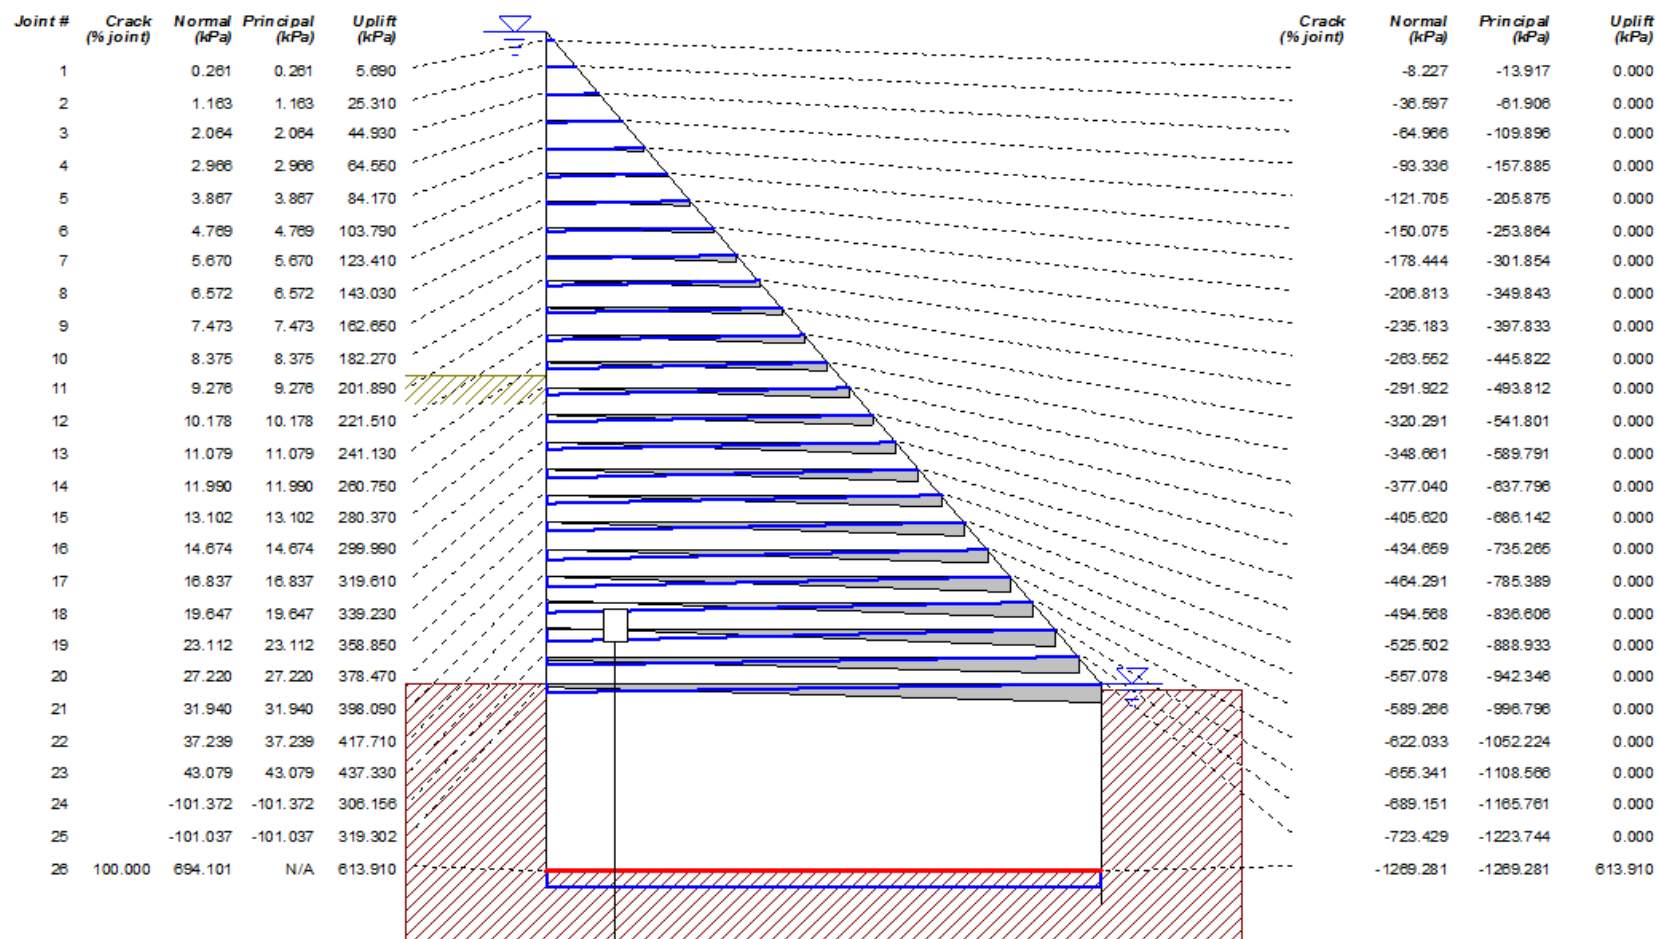 Joint # Crack Normal Principal Uplift Crack Normal Principal Uplift
(% joint) (kPa) (kPa) (kPa) (% joint) (kPa) (kPa) (kPa)
1 0.261 0.261 5.690 -8.227 -13.917 0.000
2 1.163 1.163 25.310 -36.597 -61.906 0.000
3 2.064 2.064 44.930 -64.966 -109.896 0.000
4 2.966 2.966 64.550 -93.336 -157.885 0.000
5 3.867 3.867 84.170 -121.705 -205.875 0.000
6 4.769 4.769 103.790 -150.075 -253.864 0.000
7 5.670 5.670 123.410 -178.444 -301.854 0.000
8 6.572 6.572 143.030 -206.813 -349.843 0.000
9 7.473 7.473 162.650 -235.183 -397.833 0.000
10 8.375 8.375 182.270 -263.552 -445.822 0.000
11 9.276 9.276 201.890 -291.922 -493.812 0.000
12 10.178 10.178 221.510 -320.291 -541.801 0.000
13 11.079 11.079 241.130 -348.661 -589.791 0.000
14 11.990 11.990 260.750 -377.040 -637.796 0.000
15 13.102 13.102 280.370 -405.620 -686.142 0.000
16 14.674 14.674 299.990 -434.659 -735.265 0.000
17 16.837 16.837 319.610 -464.291 -785.389 0.000
18 19.647 19.647 339.230 -494.568 -836.606 0.000
19 23.112 23.112 358.850 -525.502 -888.933 0.000
20 27.220 27.220 378.470 -557.078 -942.346 0.000
21 31.940 31.940 398.090 -589.266 -996.796 0.000
22 37.239 37.239 417.710 -622.033 -1052.224 0.000
23 43.079 43.079 437.330 -655.341 -1108.566 0.000
24 -101.372 -101.372 306.156 -689.151 -1165.761 0.000
25 -101.037 -101.037 319.302 -723.429 -1223.744 0.000
26 100.000 694.101 N/A 613.910 -1269.281 -1269.281 613.910